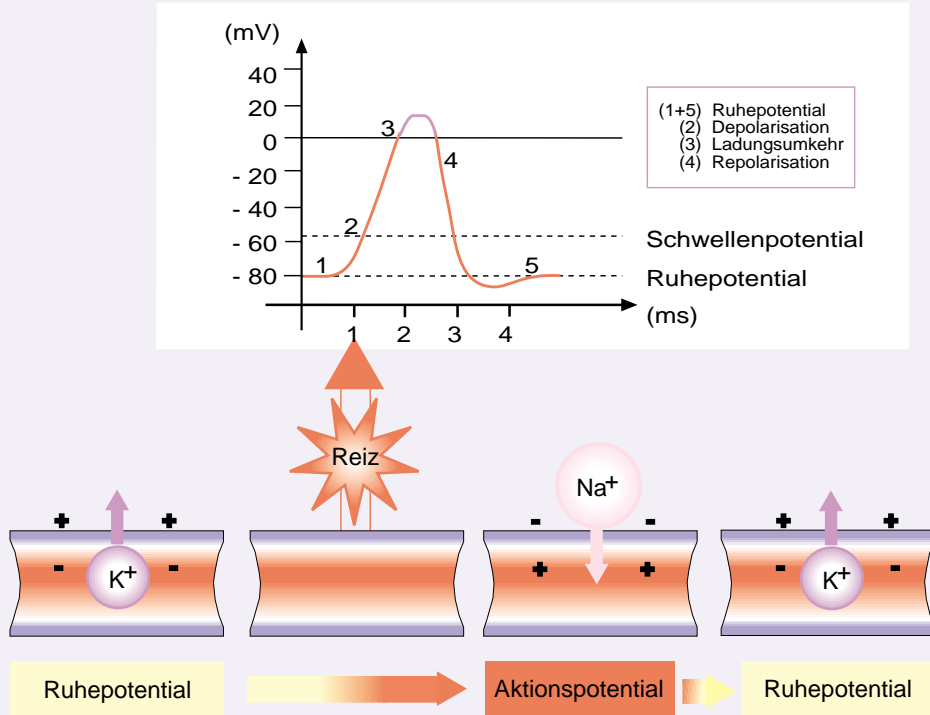 (mV)
40
20
0
- 20
- 40
- 60
- 80
1
2
3
4
5
(1+5) Ruhepotential
(2) Depolarisation
(3) Ladungsumkehr
(4) Repolarisation
Schwellenpotential
Ruhepotential
(ms)
1 2 3 4
Reiz
+ +
- K+ -
- Na+ -
+ +
+ +
- K+ -
Ruhepotential
Aktionspotential
Ruhepotential